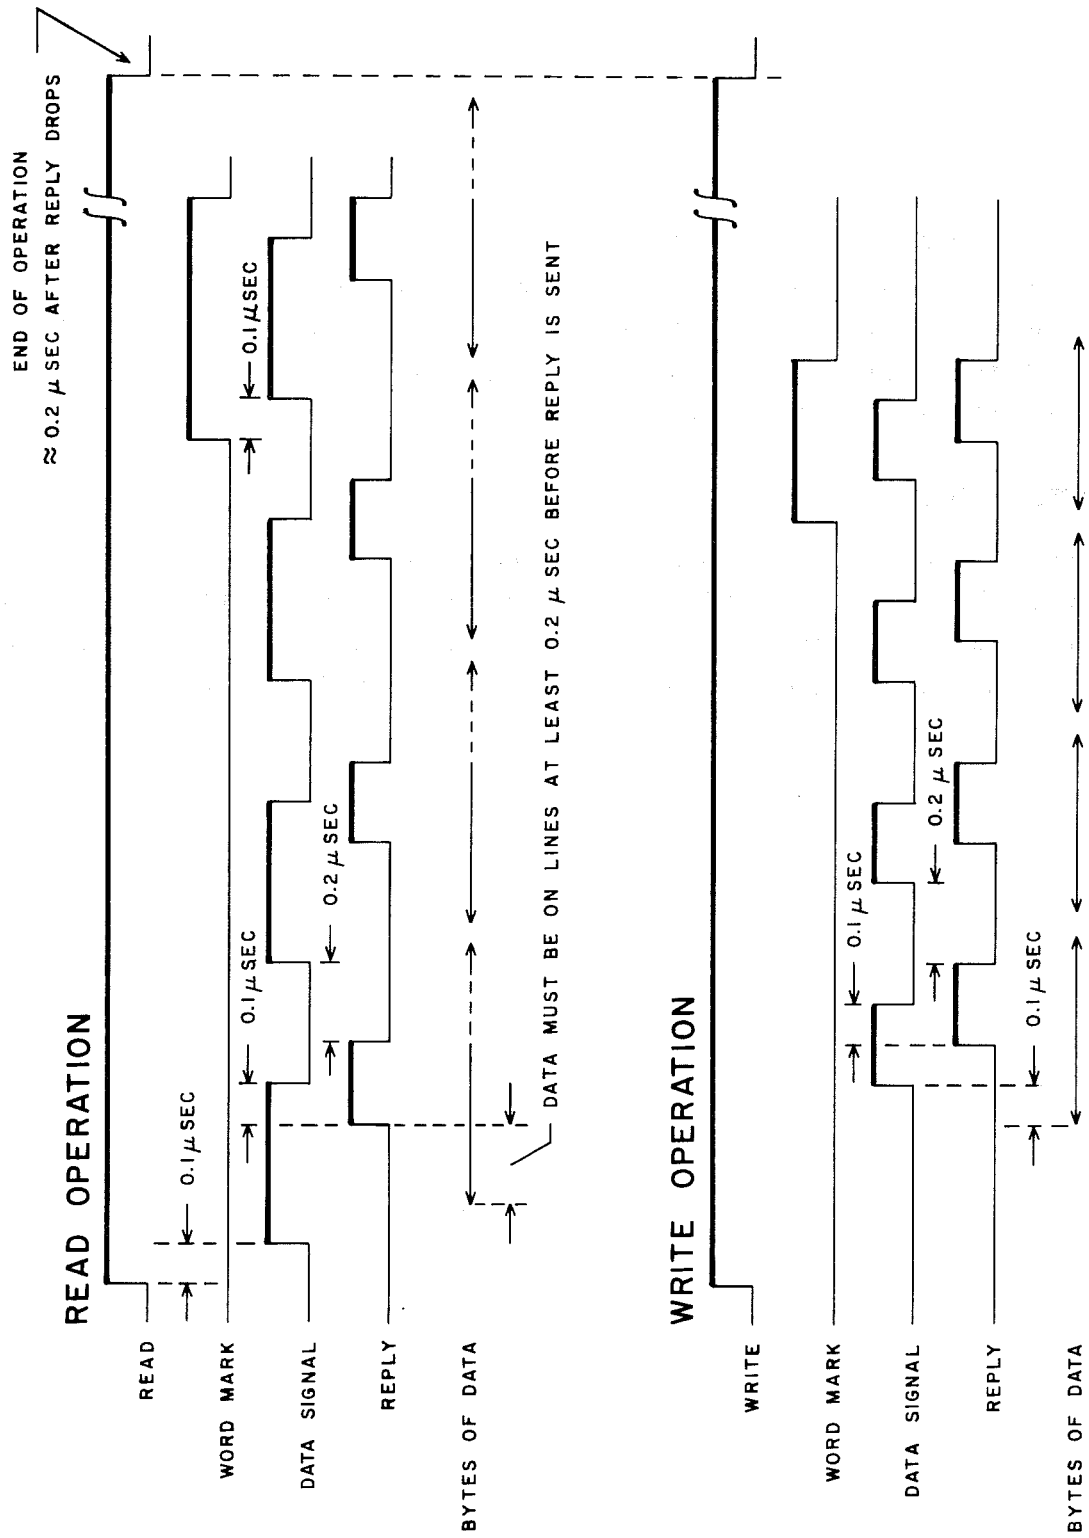 END OF OPERATION
≈ 0.2 μ SEC AFTER REPLY DROPS
READ OPERATION
READ
0.1 μ SEC
WORD MARK
0.1 μ SEC
0.1 μ SEC
DATA SIGNAL
0.2 μ SEC
REPLY
BYTES OF DATA
DATA MUST BE ON LINES AT LEAST 0.2 μ SEC BEFORE REPLY IS SENT
WRITE OPERATION
WRITE
WORD MARK
0.1 μ SEC
DATA SIGNAL
0.2 μ SEC
REPLY
0.1 μ SEC
BYTES OF DATA